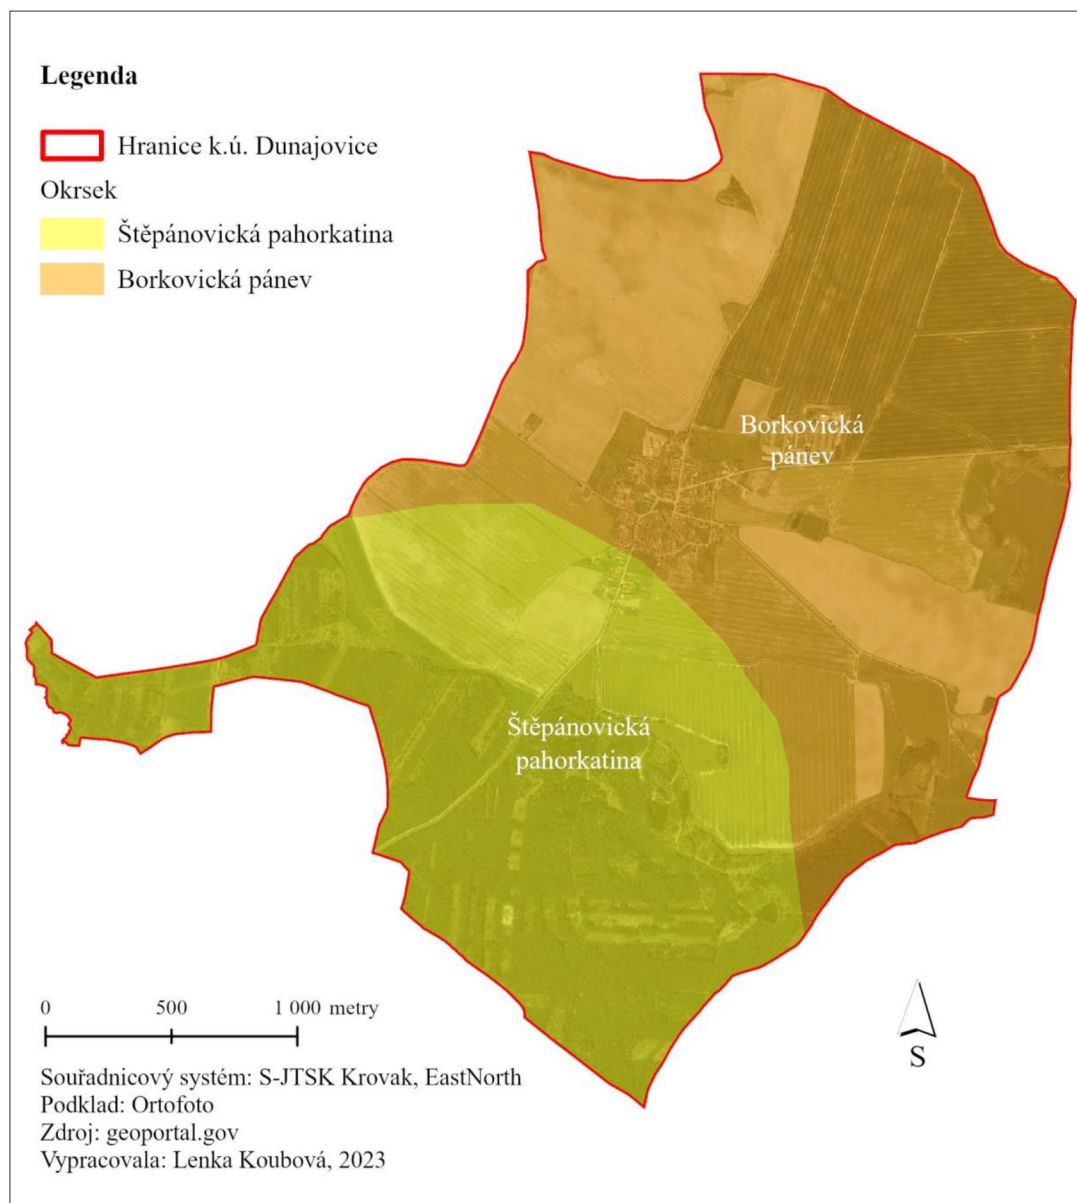 Legenda
Hranice k.ú. Dunajovice
Okrsek
Štěpánovická pahorkatina
Borkovická pánev
Borkovická
pánev
Štěpánovická
pahorkatina
0 500 1 000 metry
S
Souřadnicový systém: S-JTSK Krovak, EastNorth
Podklad: Ortofoto
Zdroj: geoportal.gov
Vypracovala: Lenka Koubová, 2023